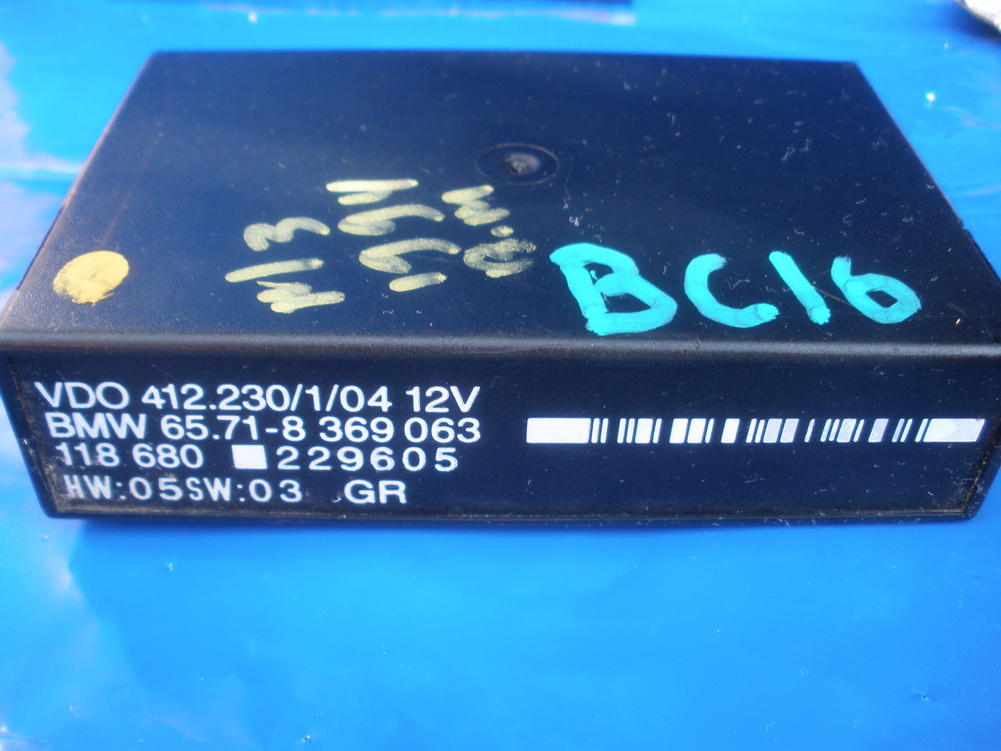 BC16
VDO 412.230/1/04 12V
BMW 65.71-8 369 063
118 680 229605
HW:05SW:03 GR